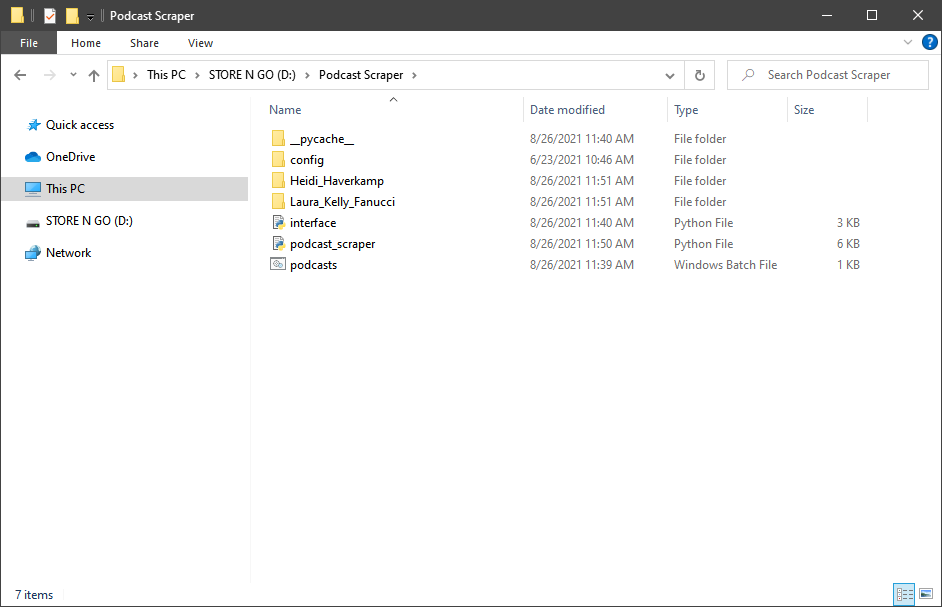 Podcast Scraper
File Home Share View ?
This PC STORE N GO (D:) Podcast Scraper Search Podcast Scraper
Name Date modified Type Size
Quick access
OneDrive
This PC
STORE N GO (D:)
Network
__pycache__ 8/26/2021 11:40 AM File folder
config 6/23/2021 10:46 AM File folder
Heidi_Haverkamp 8/26/2021 11:51 AM File folder
Laura_Kelly_Fanucci 8/26/2021 11:51 AM File folder
interface 8/26/2021 11:40 AM Python File 3 KB
podcast_scraper 8/26/2021 11:50 AM Python File 6 KB
podcasts 8/26/2021 11:39 AM Windows Batch File 1 KB
7 items